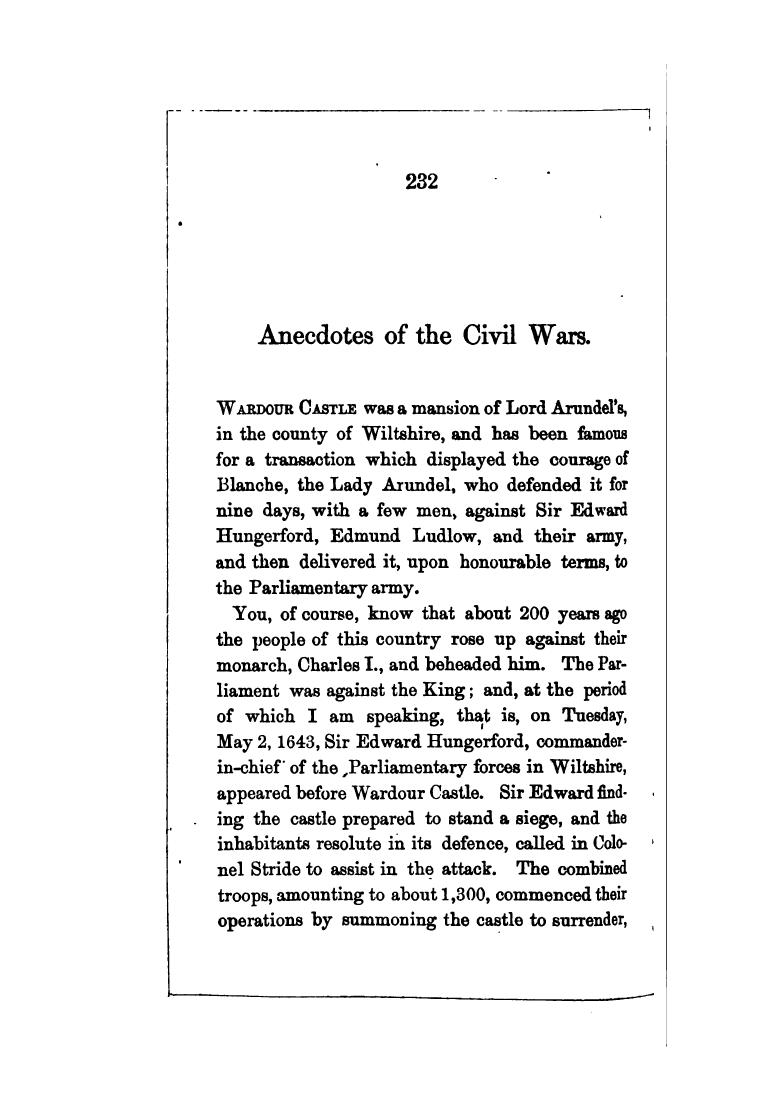 232
Anecdotes of the Civil Wars.
WARDOUR CASTLE was a mansion of Lord Arundel's,
in the county of Wiltshire, and has been famous
for a transaction which displayed the courage of
Blanche, the Lady Arundel, who defended it for
nine days, with a few men, against Sir Edward
Hungerford, Edmund Ludlow, and their army,
and then delivered it, upon honourable terms, to
the Parliamentary army.
You, of course, know that about 200 years ago
the people of this country rose up against their
monarch, Charles I., and beheaded him. The Par-
liament was against the King; and, at the period
of which I am speaking, that is, on Tuesday,
May 2, 1643, Sir Edward Hungerford, commander-
in-chief of the Parliamentary forces in Wiltshire,
appeared before Wardour Castle. Sir Edward find-
ing the castle prepared to stand a siege, and the
inhabitants resolute in its defence, called in Colo-
nel Stride to assist in the attack. The combined
troops, amounting to about 1,300, commenced their
operations by summoning the castle to surrender,